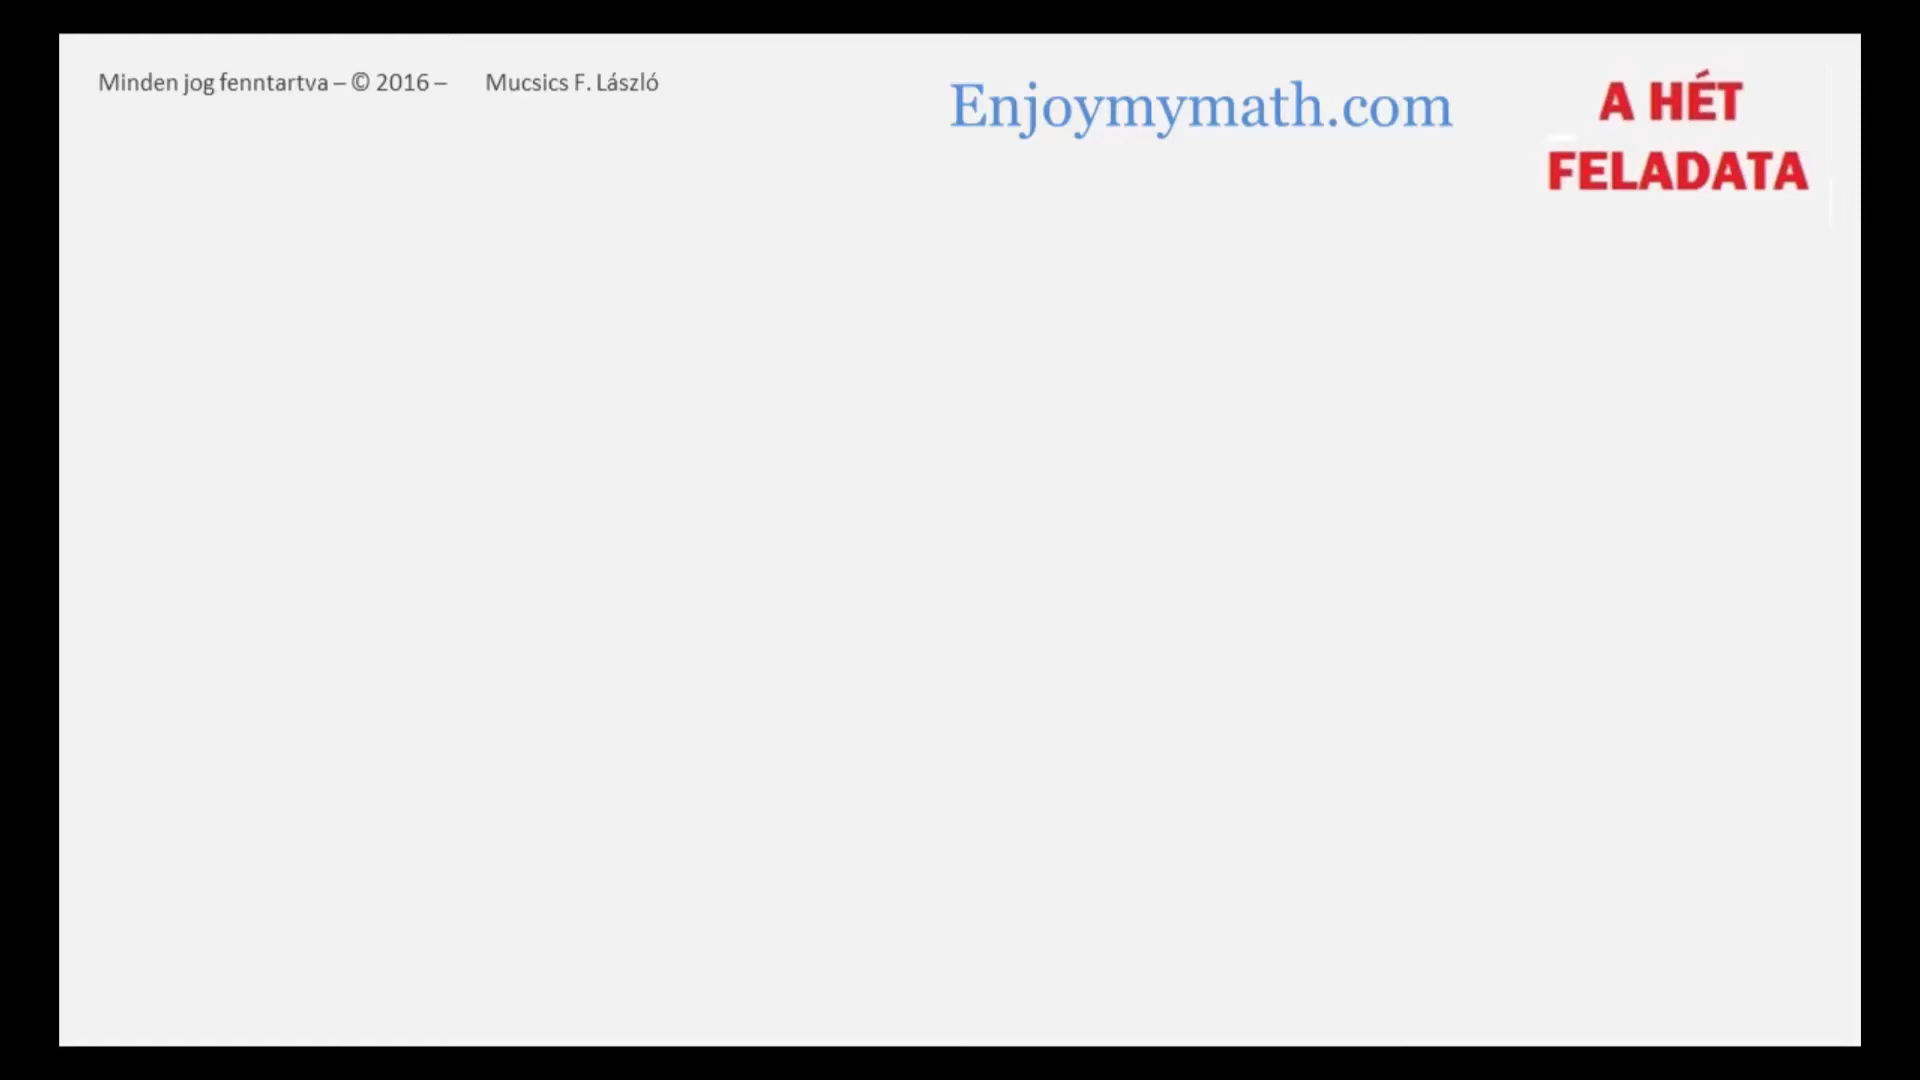 Minden jog fenntartva – © 2016 – Mucsics F. László
Enjoymymath.com
A HÉT
FELADATA